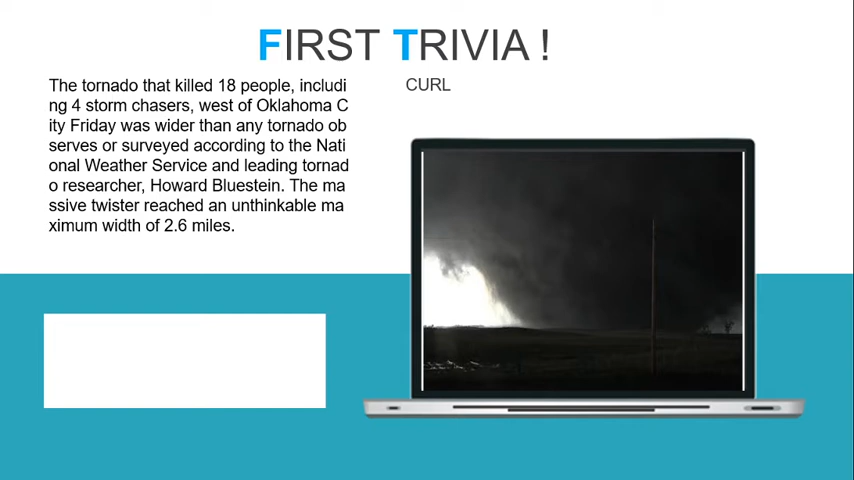 FIRST TRIVIA !
The tornado that killed 18 people, includi
ng 4 storm chasers, west of Oklahoma C
ity Friday was wider than any tornado ob
serves or surveyed according to the Nati
onal Weather Service and leading tornad
o researcher, Howard Bluestein. The ma
ssive twister reached an unthinkable ma
ximum width of 2.6 miles.
CURL